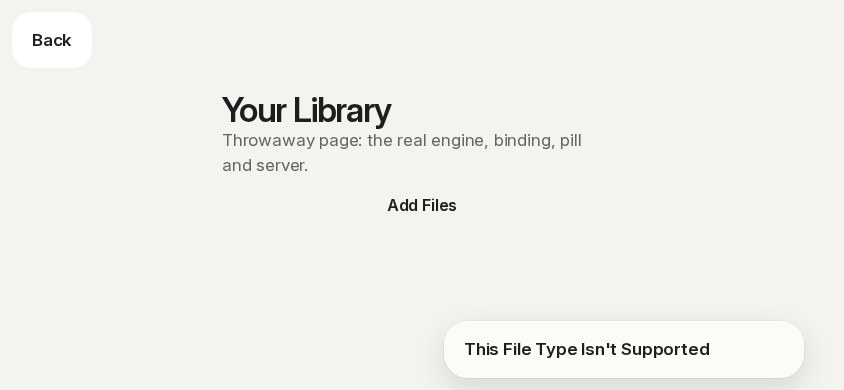 Back
Your Library
Throwaway page: the real engine, binding, pill
and server.
Add Files
This File Type Isn't Supported